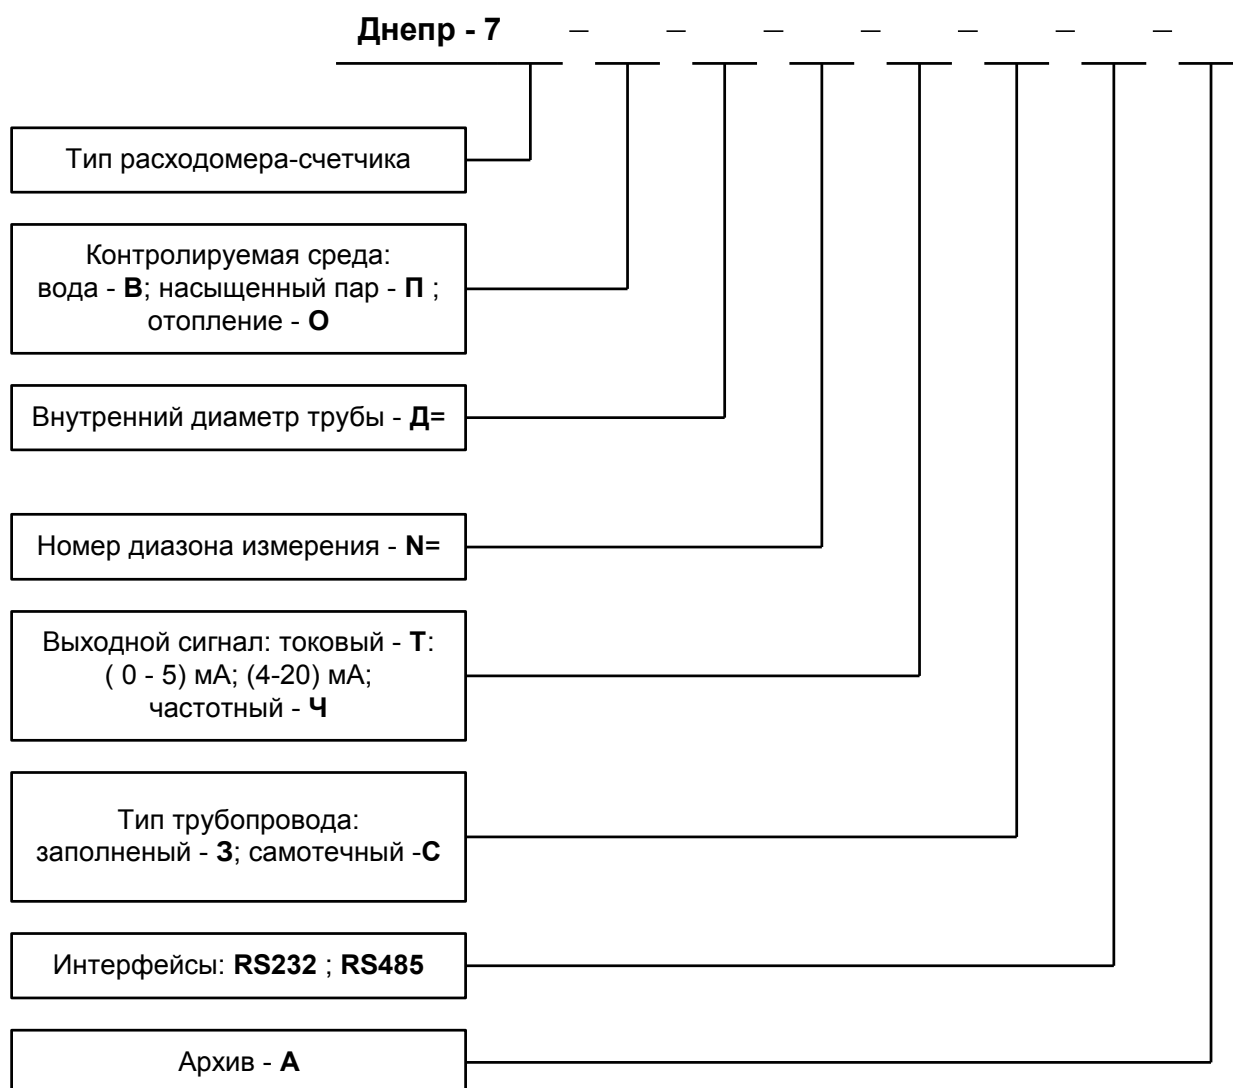 Днепр - 7 – – – – – – –
Тип расходомера-счетчика
Контролируемая среда:
вода - В; насыщенный пар - П ;
отопление - О
Внутренний диаметр трубы - Д=
Номер диазона измерения - N=
Выходной сигнал: токовый - Т:
( 0 - 5) мА; (4-20) мА;
частотный - Ч
Тип трубопровода:
заполненый - З; самотечный -С
Интерфейсы: RS232 ; RS485
Архив - А